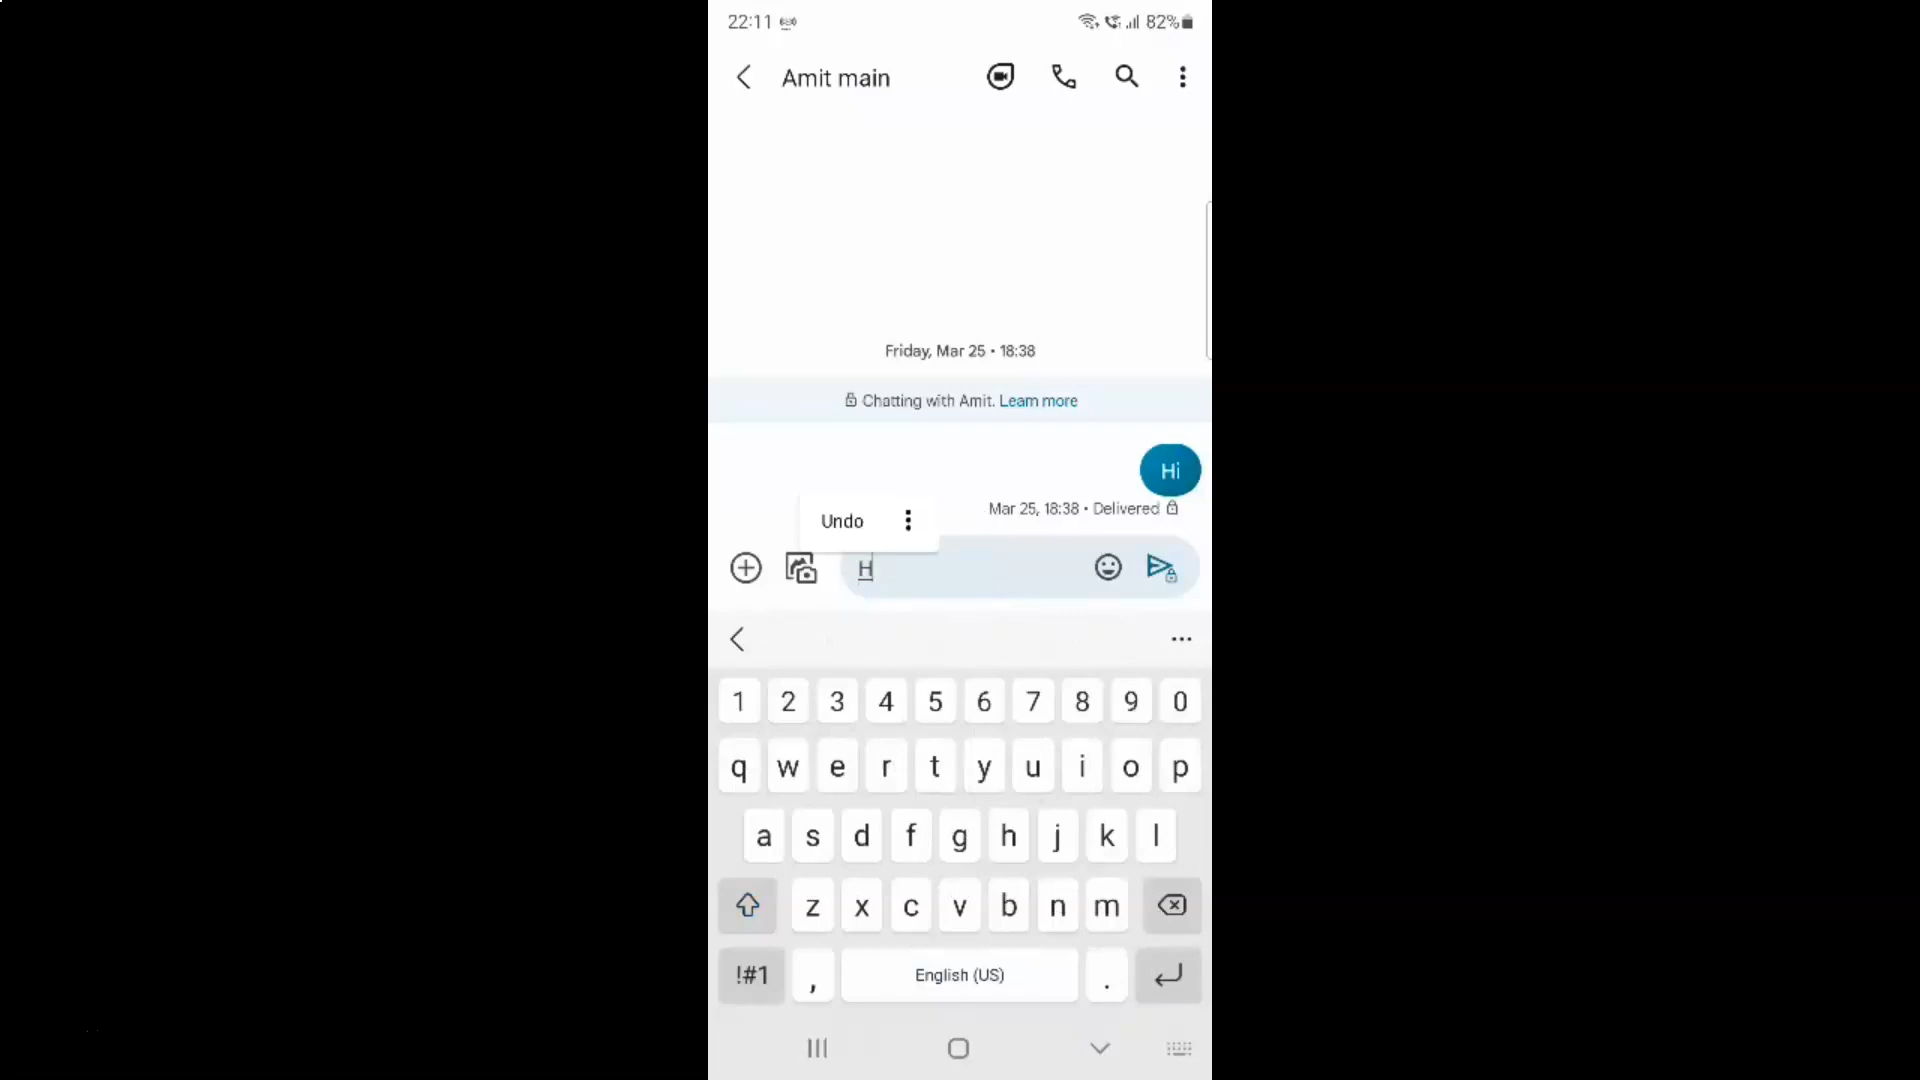 22:11 82%
Amit main
Friday, Mar 25 • 18:38
Chatting with Amit. Learn more
Hi
Mar 25, 18:38 • Delivered
Undo
H
1 2 3 4 5 6 7 8 9 0
q w e r t y u i o p
a s d f g h j k l
z x c v b n m
!#1 , English (US) .